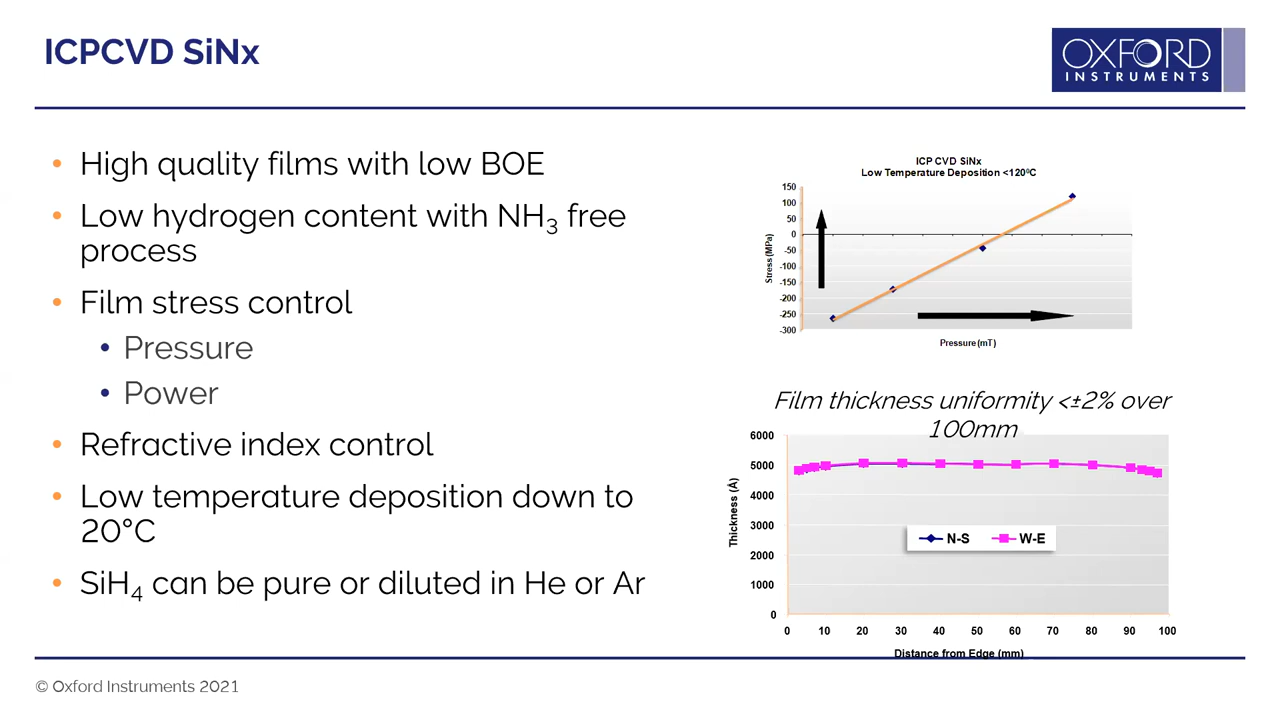 ICPCVD SiNx
OXFORD
INSTRUMENTS
• High quality films with low BOE
• Low hydrogen content with NH₃ free
process
• Film stress control
• Pressure
• Power
• Refractive index control
• Low temperature deposition down to
20°C
• SiH₄ can be pure or diluted in He or Ar
ICP CVD SiNx
Low Temperature Deposition <120⁰C
150
100
50
0
-50
-100
-150
-200
-250
-300
Stress (MPa)
Pressure (mT)
Film thickness uniformity <±2% over
100mm
6000
5000
4000
3000
2000
1000
0
Thickness (Å)
N-S W-E
0 10 20 30 40 50 60 70 80 90 100
Distance from Edge (mm)
© Oxford Instruments 2021